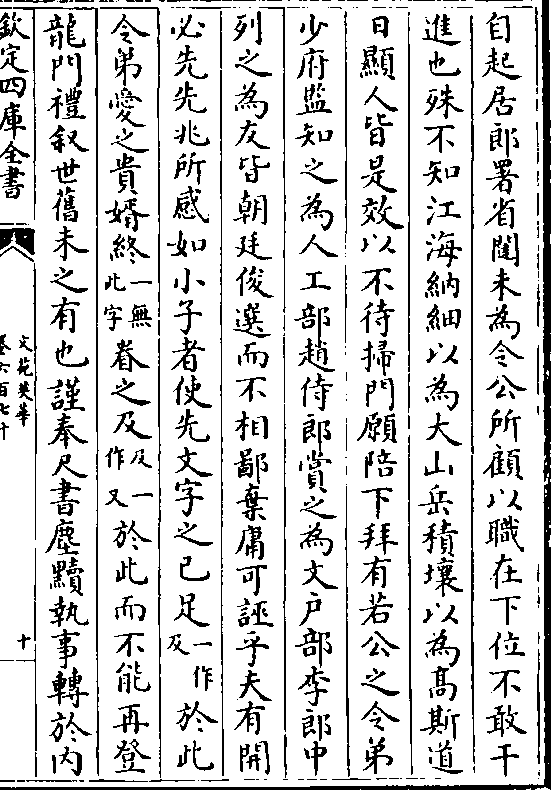 自起居郎署省闥未為令公所顧以職在下位不敢干
進也殊不知江海納細以為大山岳積壤以為髙斯道
日顯人皆是效以不待掃門願陪下拜有若公之令弟
少府監知之為人工部趙侍郎賞之為文戸部李郎中
列之為友皆朝廷俊選而不相鄙棄庸可誣乎夫有開
必先先兆所感如小子者使先文字之已足一作及於此
令弟愛之貴婿終一無此字眷之及及一作又於此而不能再登
龍門禮叙世舊未之有也謹奉尺書塵黷執事轉於内
欽定四庫全書
文苑英華
卷六百七十
十